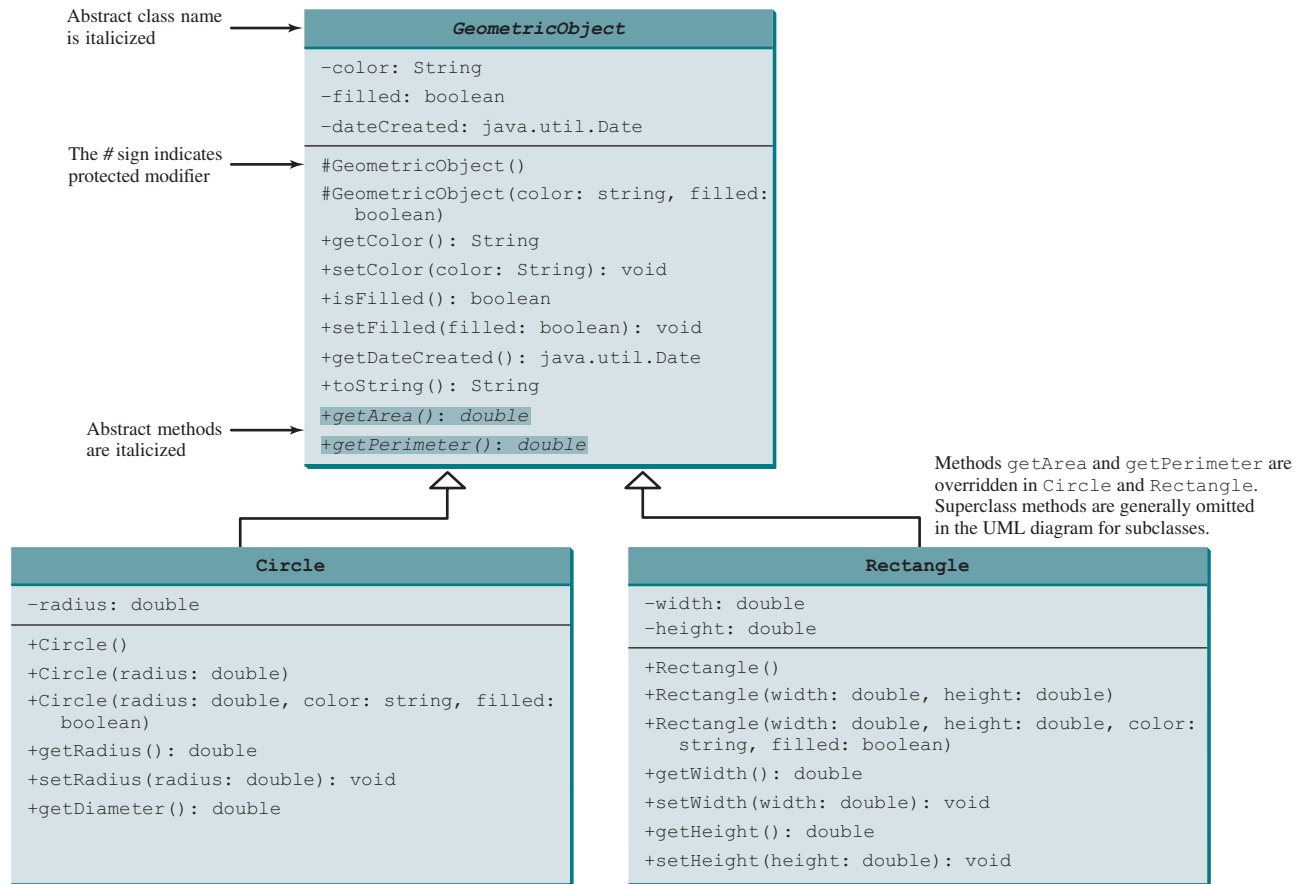 Abstract class name
is italicized
GeometricObject
-color: String
-filled: boolean
-dateCreated: java.util.Date
The # sign indicates
protected modifier
#GeometricObject()
#GeometricObject(color: string, filled:
boolean)
+getColor(): String
+setColor(color: String): void
+isFilled(): boolean
+setFilled(filled: boolean): void
+getDateCreated(): java.util.Date
+toString(): String
+getArea(): double
+getPerimeter(): double
Abstract methods
are italicized
Methods getArea and getPerimeter are
overridden in Circle and Rectangle.
Superclass methods are generally omitted
in the UML diagram for subclasses.
Circle
-radius: double
+Circle()
+Circle(radius: double)
+Circle(radius: double, color: string, filled:
boolean)
+getRadius(): double
+setRadius(radius: double): void
+getDiameter(): double
Rectangle
-width: double
-height: double
+Rectangle()
+Rectangle(width: double, height: double)
+Rectangle(width: double, height: double, color:
string, filled: boolean)
+getWidth(): double
+setWidth(width: double): void
+getHeight(): double
+setHeight(height: double): void